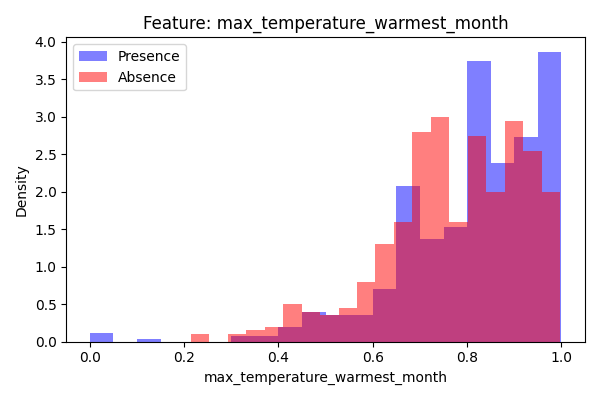 Feature: max_temperature_warmest_month
Presence
Absence
Density
4.0
3.5
3.0
2.5
2.0
1.5
1.0
0.5
0.0
0.0 0.2 0.4 0.6 0.8 1.0
max_temperature_warmest_month